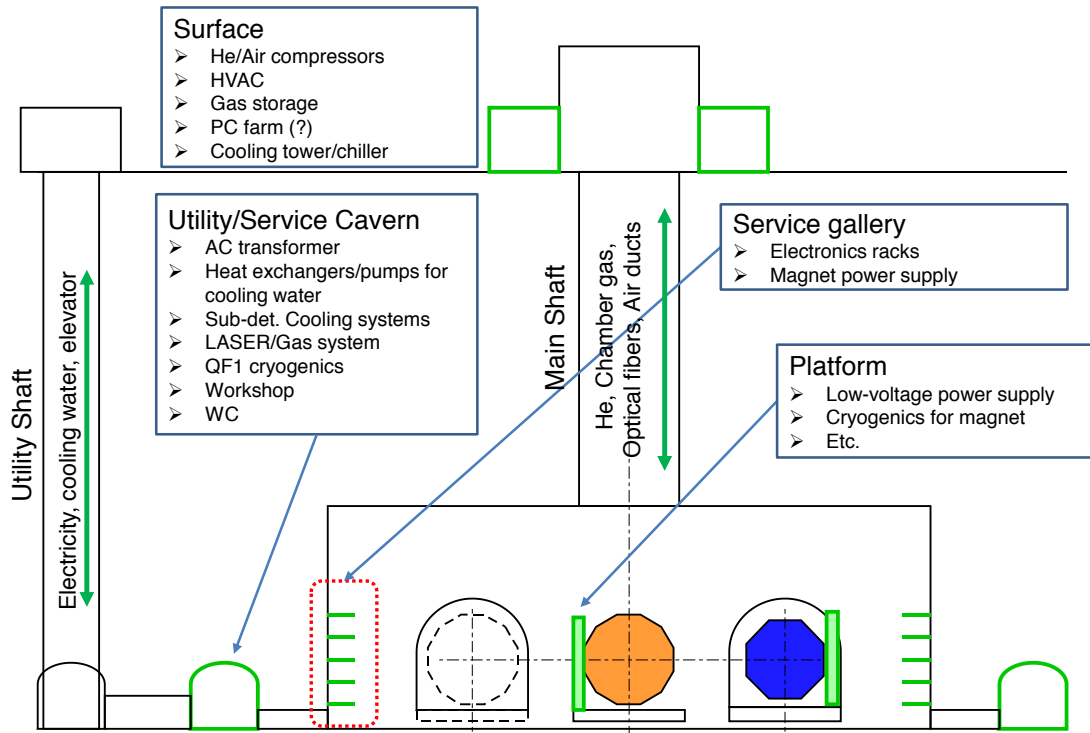 Surface
➢ He/Air compressors
➢ HVAC
➢ Gas storage
➢ PC farm (?)
➢ Cooling tower/chiller
Utility/Service Cavern
➢ AC transformer
➢ Heat exchangers/pumps for
cooling water
➢ Sub-det. Cooling systems
➢ LASER/Gas system
➢ QF1 cryogenics
➢ Workshop
➢ WC
Service gallery
➢ Electronics racks
➢ Magnet power supply
Platform
➢ Low-voltage power supply
➢ Cryogenics for magnet
➢ Etc.
Utility Shaft
Electricity, cooling water, elevator
Main Shaft
He, Chamber gas,
Optical fibers, Air ducts